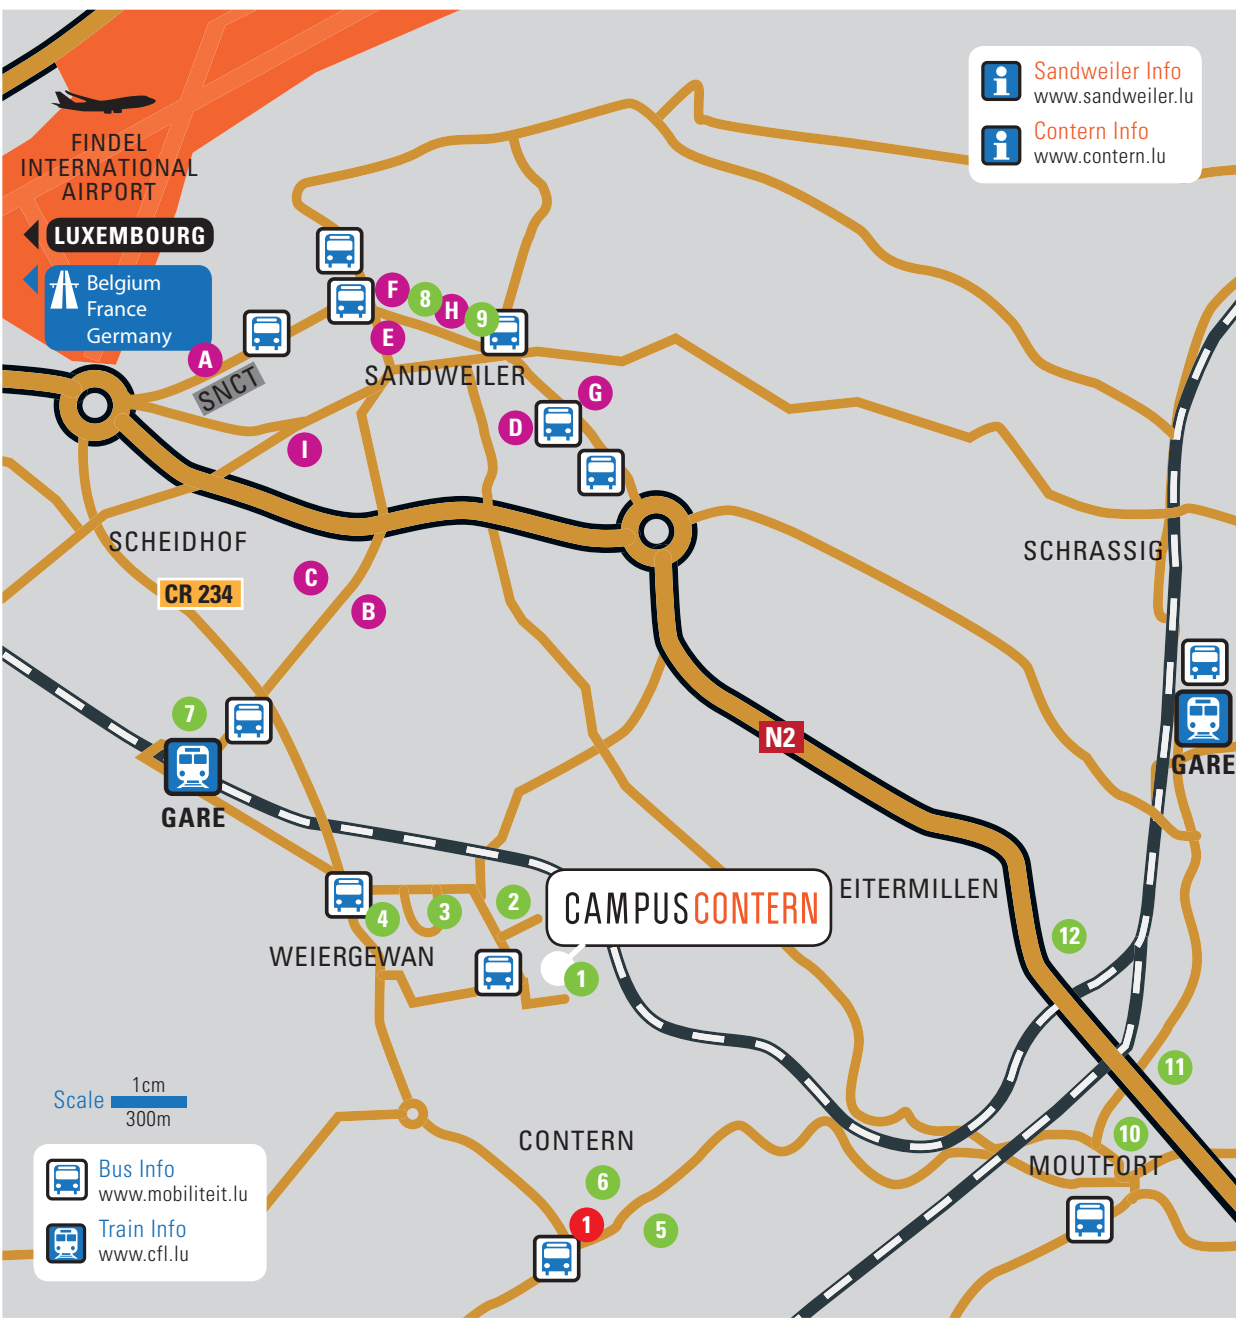 Sandweiler Info
www.sandweiler.lu
Contern Info
www.contern.lu
FINDEL
INTERNATIONAL
AIRPORT
LUXEMBOURG
Belgium
France
Germany
A
SNCT
F
8
H
9
E
SANDWEILER
G
D
I
SCHEIDHOF
CR 234
C
B
SCHRASSIG
7
GARE
N2
GARE
CAMPUSCONTERN
EITERMILLEN
2
3
4
WEIERGEWAN
1
12
11
10
MOUTFORT
Scale
1cm
300m
CONTERN
6
1
5
Bus Info
www.mobiliteit.lu
Train Info
www.cfl.lu